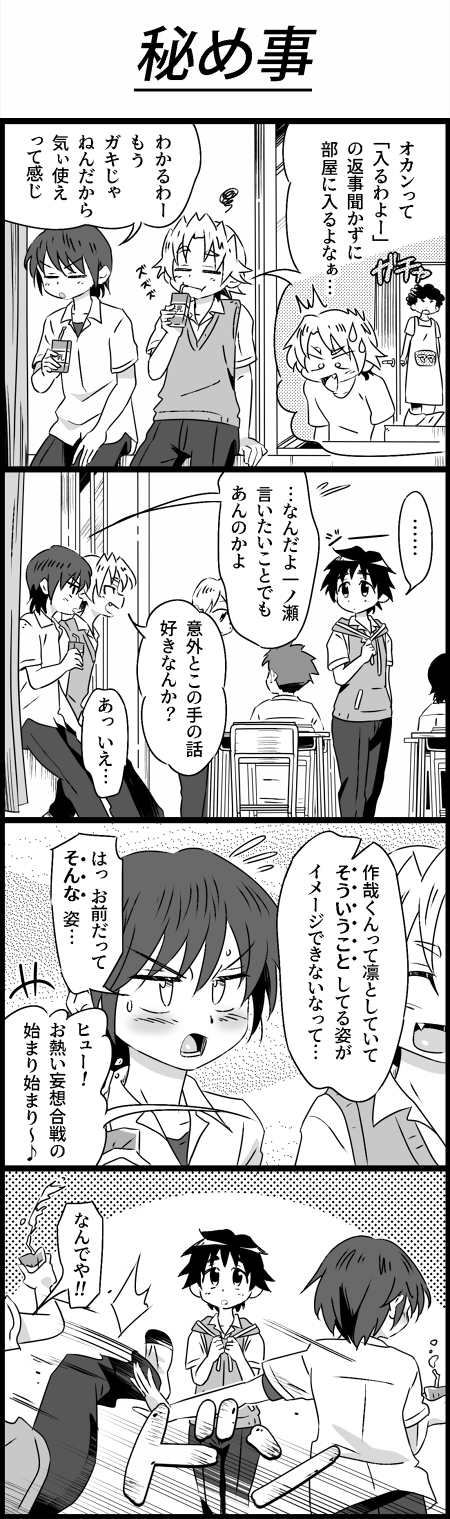 秘め事
オカンって
「入るわよー」
の返事聞かずに
部屋に入るよなぁ…
ガチャ
わかるわー
もう
ガキじゃ
ねんだから
気ぃ使え
って感じ
ズズズ
……
ジー
…なんだよ一ノ瀬
言いたいことでも
あんのかよ
意外とこの手の話
好きなんか?
あっ いえ…
作哉くんって凛としていて
そういうことしてる姿が
イメージできないなって…
はっ お前だって
そんな 姿…
ヒュー!
お熱い妄想合戦の
始まり始まり~♪
なんでや!!